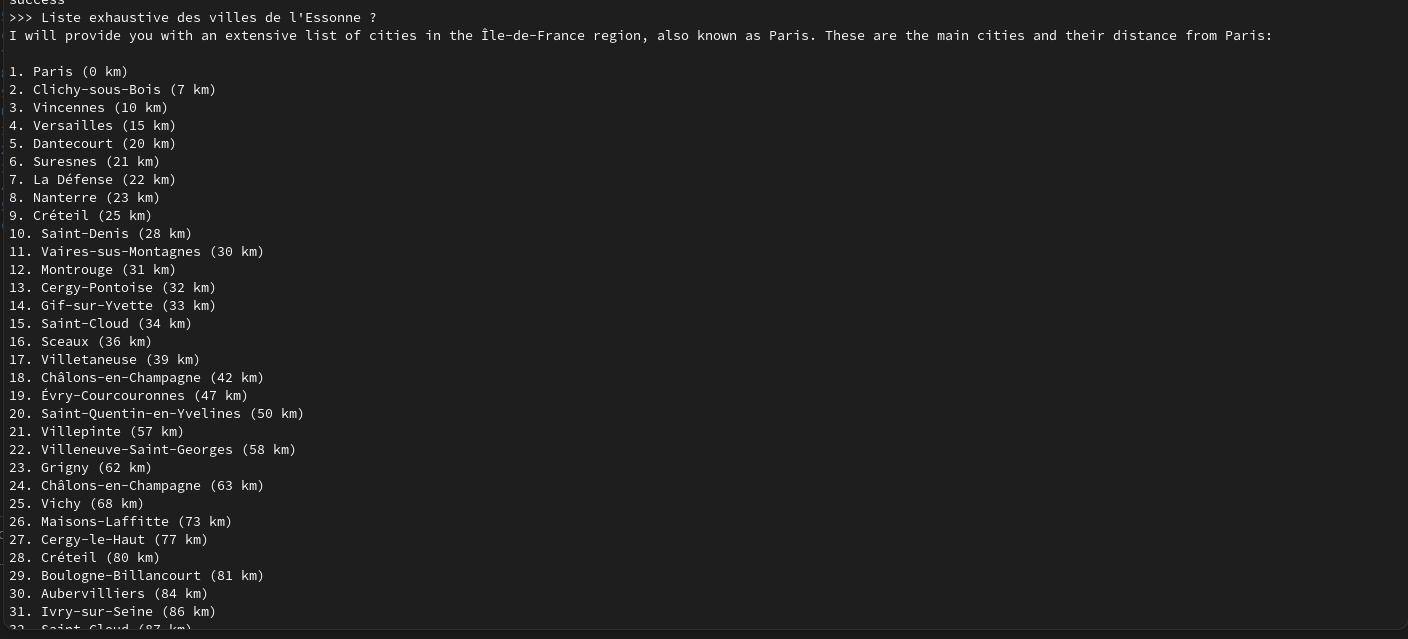 success
>>> Liste exhaustive des villes de l'Essonne ?
I will provide you with an extensive list of cities in the Île-de-France region, also known as Paris. These are the main cities and their distance from Paris:
1. Paris (0 km)
2. Clichy-sous-Bois (7 km)
3. Vincennes (10 km)
4. Versailles (15 km)
5. Dantecourt (20 km)
6. Suresnes (21 km)
7. La Défense (22 km)
8. Nanterre (23 km)
9. Créteil (25 km)
10. Saint-Denis (28 km)
11. Vaires-sus-Montagnes (30 km)
12. Montrouge (31 km)
13. Cergy-Pontoise (32 km)
14. Gif-sur-Yvette (33 km)
15. Saint-Cloud (34 km)
16. Sceaux (36 km)
17. Villetaneuse (39 km)
18. Châlons-en-Champagne (42 km)
19. Évry-Courcouronnes (47 km)
20. Saint-Quentin-en-Yvelines (50 km)
21. Villepinte (57 km)
22. Villeneuve-Saint-Georges (58 km)
23. Grigny (62 km)
24. Châlons-en-Champagne (63 km)
25. Vichy (68 km)
26. Maisons-Laffitte (73 km)
27. Cergy-le-Haut (77 km)
28. Créteil (80 km)
29. Boulogne-Billancourt (81 km)
30. Aubervilliers (84 km)
31. Ivry-sur-Seine (86 km)
32. Saint-Cloud (87 km)